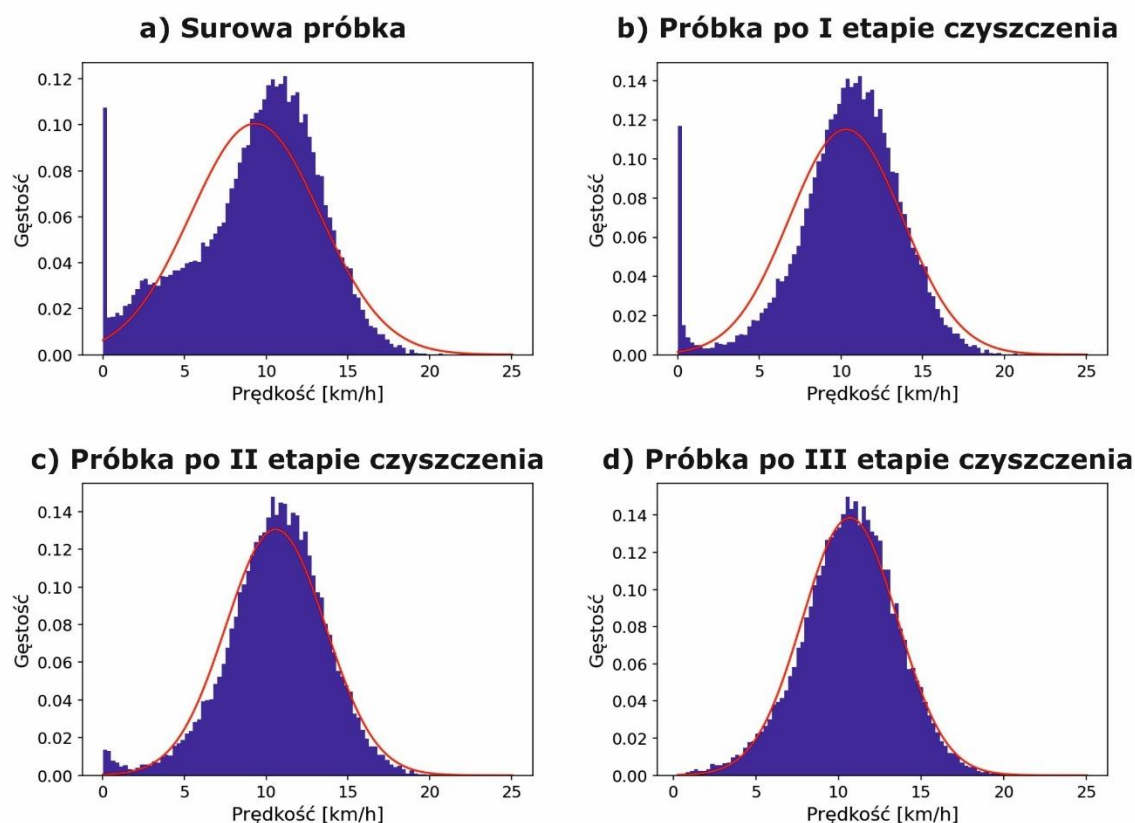 a) Surowa próbka
0.12
0.10
0.08
0.06
0.04
0.02
0.00
Gęstość
0 5 10 15 20 25
Prędkość [km/h]
b) Próbka po I etapie czyszczenia
0.14
0.12
0.10
0.08
0.06
0.04
0.02
0.00
Gęstość
0 5 10 15 20 25
Prędkość [km/h]
c) Próbka po II etapie czyszczenia
0.14
0.12
0.10
0.08
0.06
0.04
0.02
0.00
Gęstość
0 5 10 15 20 25
Prędkość [km/h]
d) Próbka po III etapie czyszczenia
0.14
0.12
0.10
0.08
0.06
0.04
0.02
0.00
Gęstość
0 5 10 15 20 25
Prędkość [km/h]